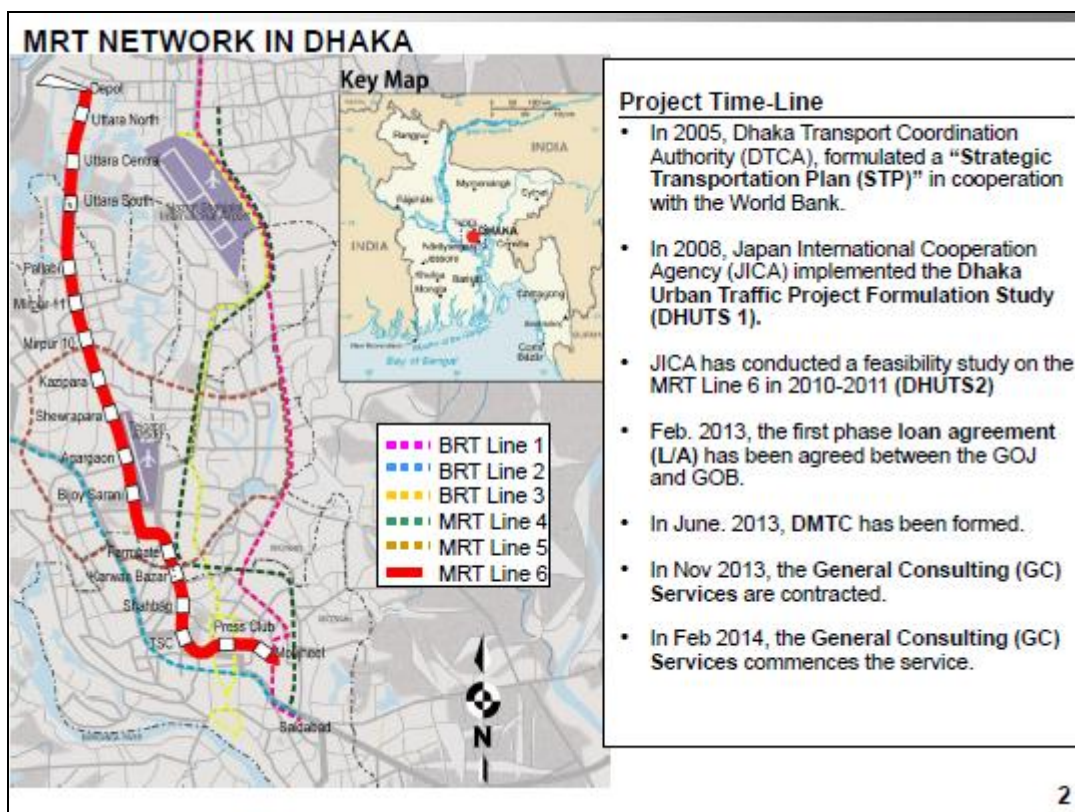 MRT NETWORK IN DHAKA
Key Map
INDIA
INDIA
DHAKA
Bay of Bengal
Depot
Uttara North
Uttara Central
Uttara South
Pallabi
Mirpur 11
Mirpur 10
Kazipara
Shewrapara
Agargaon
Bijoy Sarani
Farmgate
Karwan Bazar
Shahbag
TSC
Press Club
Motijheel
Saidabad
BRT Line 1
BRT Line 2
BRT Line 3
MRT Line 4
MRT Line 5
MRT Line 6
N
Project Time-Line
• In 2005, Dhaka Transport Coordination
Authority (DTCA), formulated a “Strategic
Transportation Plan (STP)” in cooperation
with the World Bank.
• In 2008, Japan International Cooperation
Agency (JICA) implemented the Dhaka
Urban Traffic Project Formulation Study
(DHUTS 1).
• JICA has conducted a feasibility study on the
MRT Line 6 in 2010-2011 (DHUTS2)
• Feb. 2013, the first phase loan agreement
(L/A) has been agreed between the GOJ
and GOB.
• In June. 2013, DMTC has been formed.
• In Nov 2013, the General Consulting (GC)
Services are contracted.
• In Feb 2014, the General Consulting (GC)
Services commences the service.
2